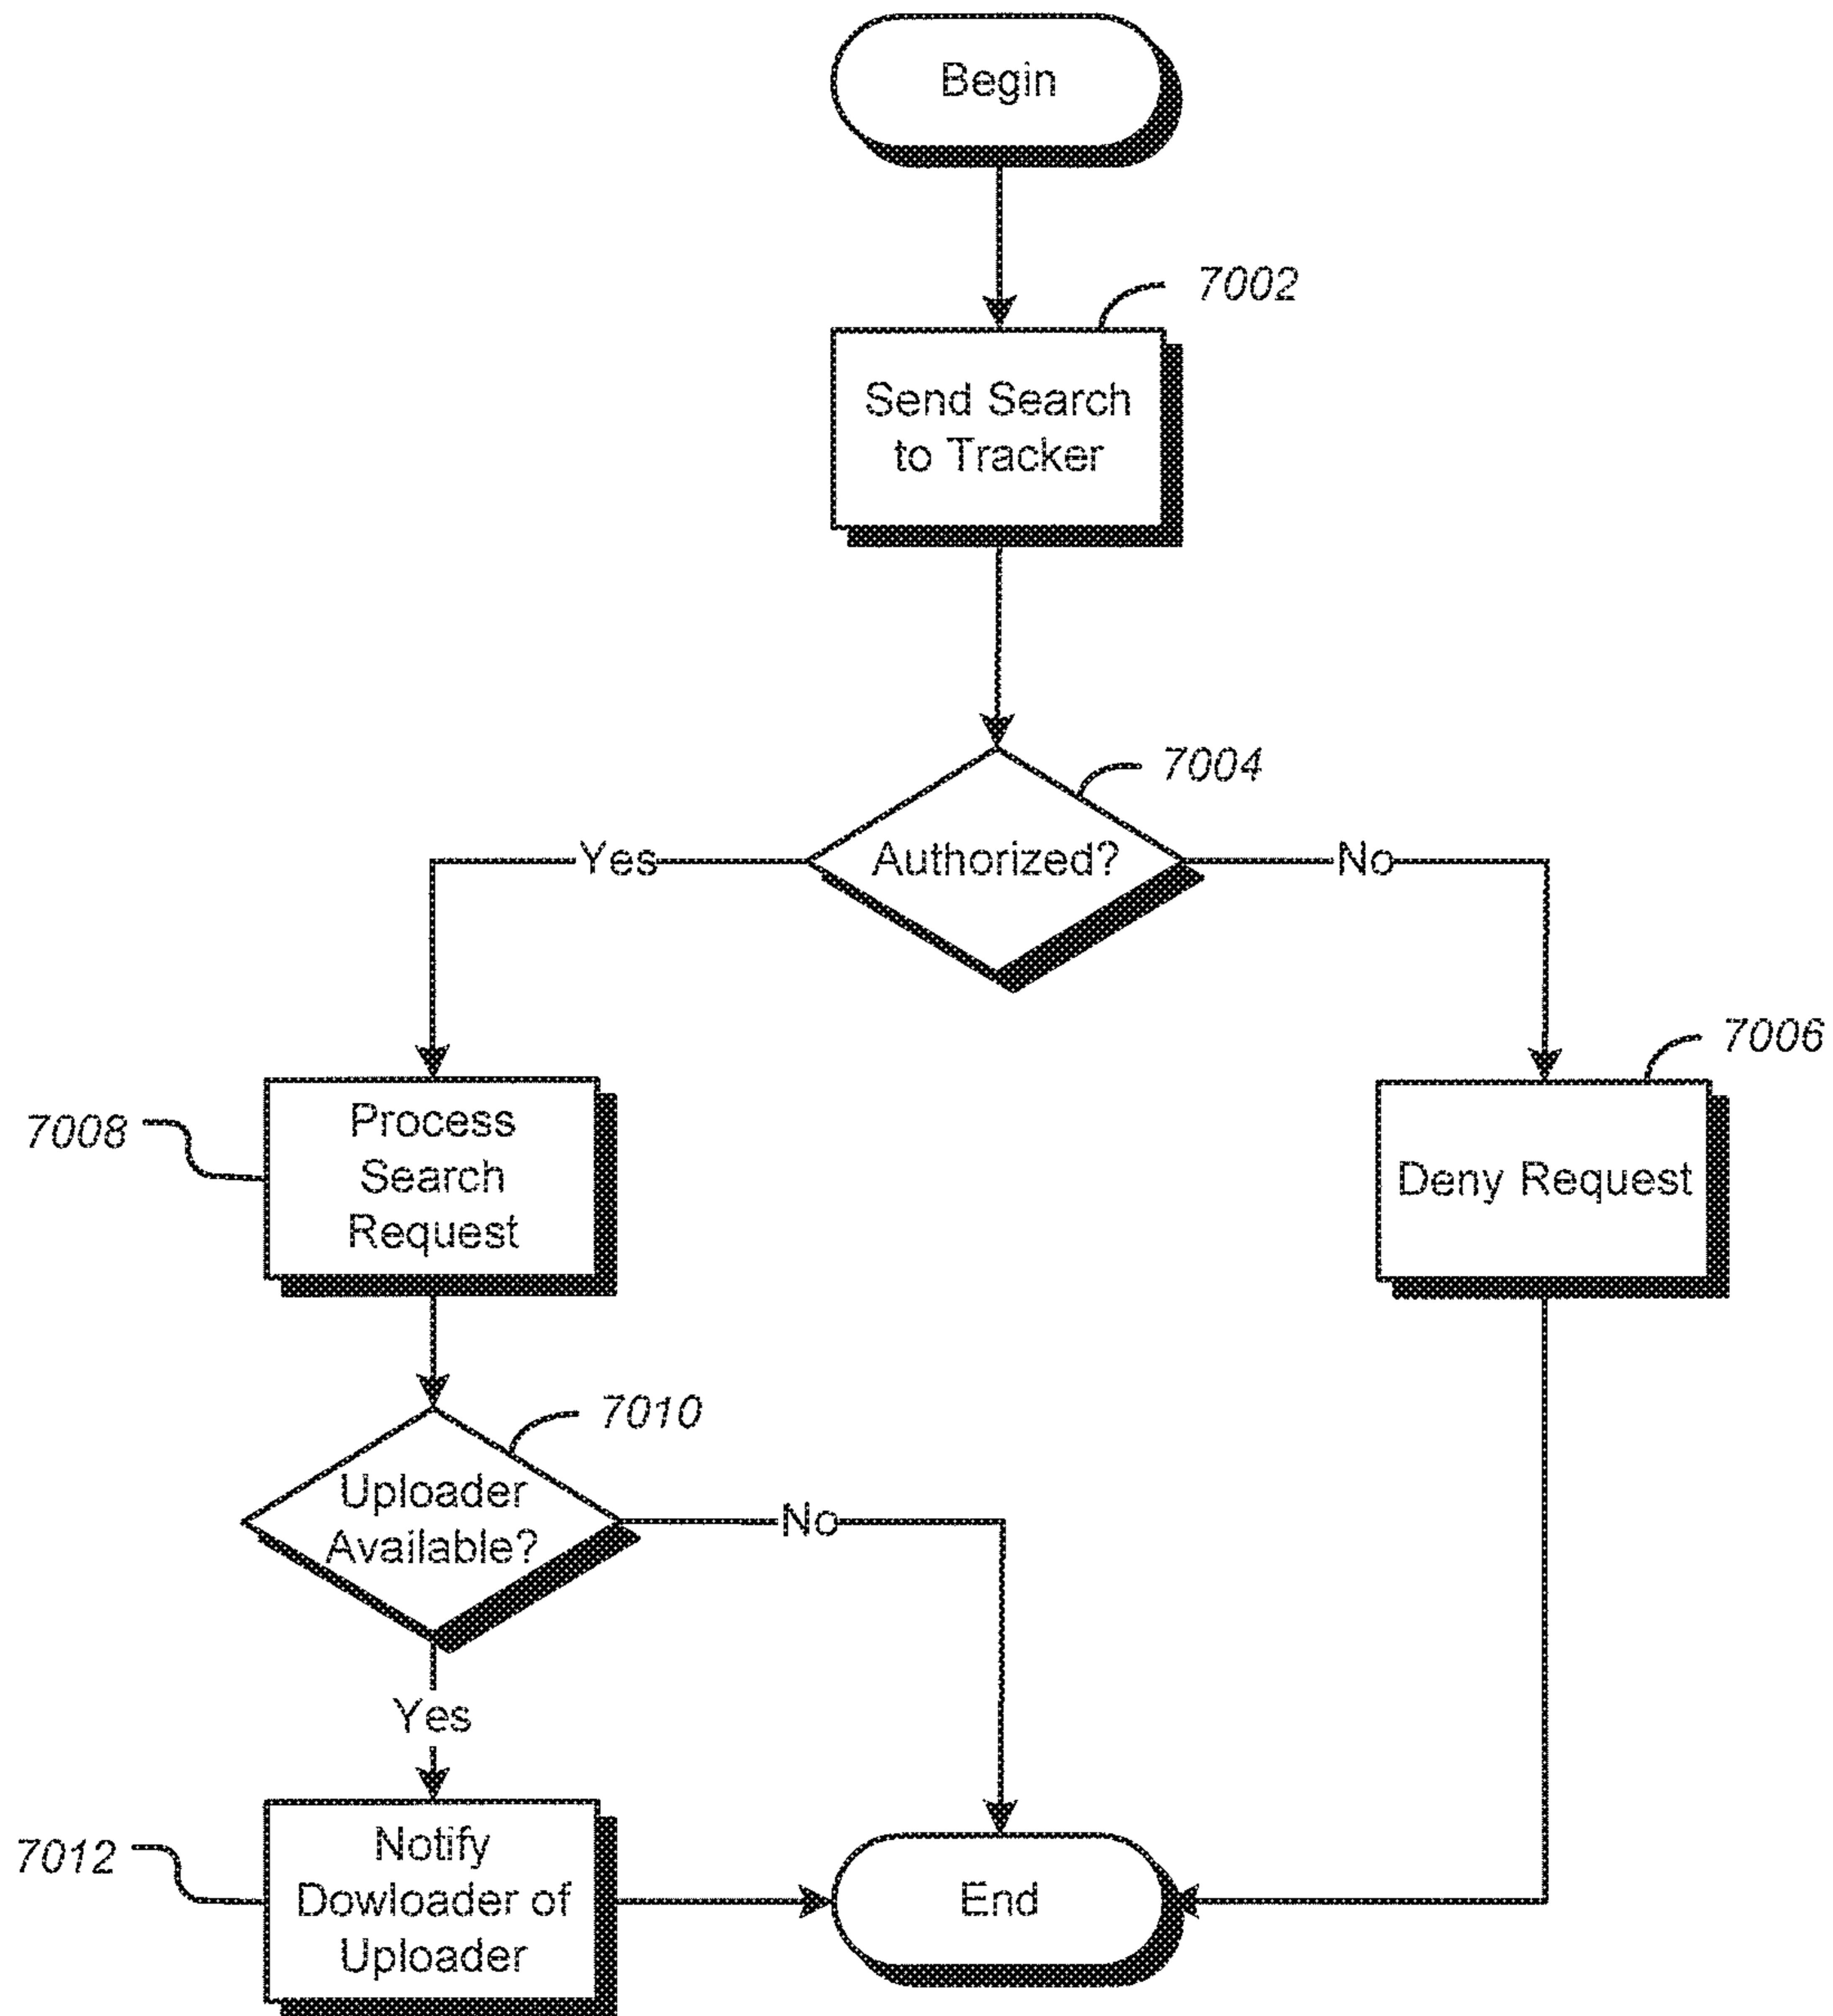 Begin
7002
Send Search
to Tracker
7004
Authorized?
Yes
No
7006
7008
Process
Search
Request
Deny Request
7010
Uploader
Available?
No
Yes
7012
Notify
Dowloader of
Uploader
End